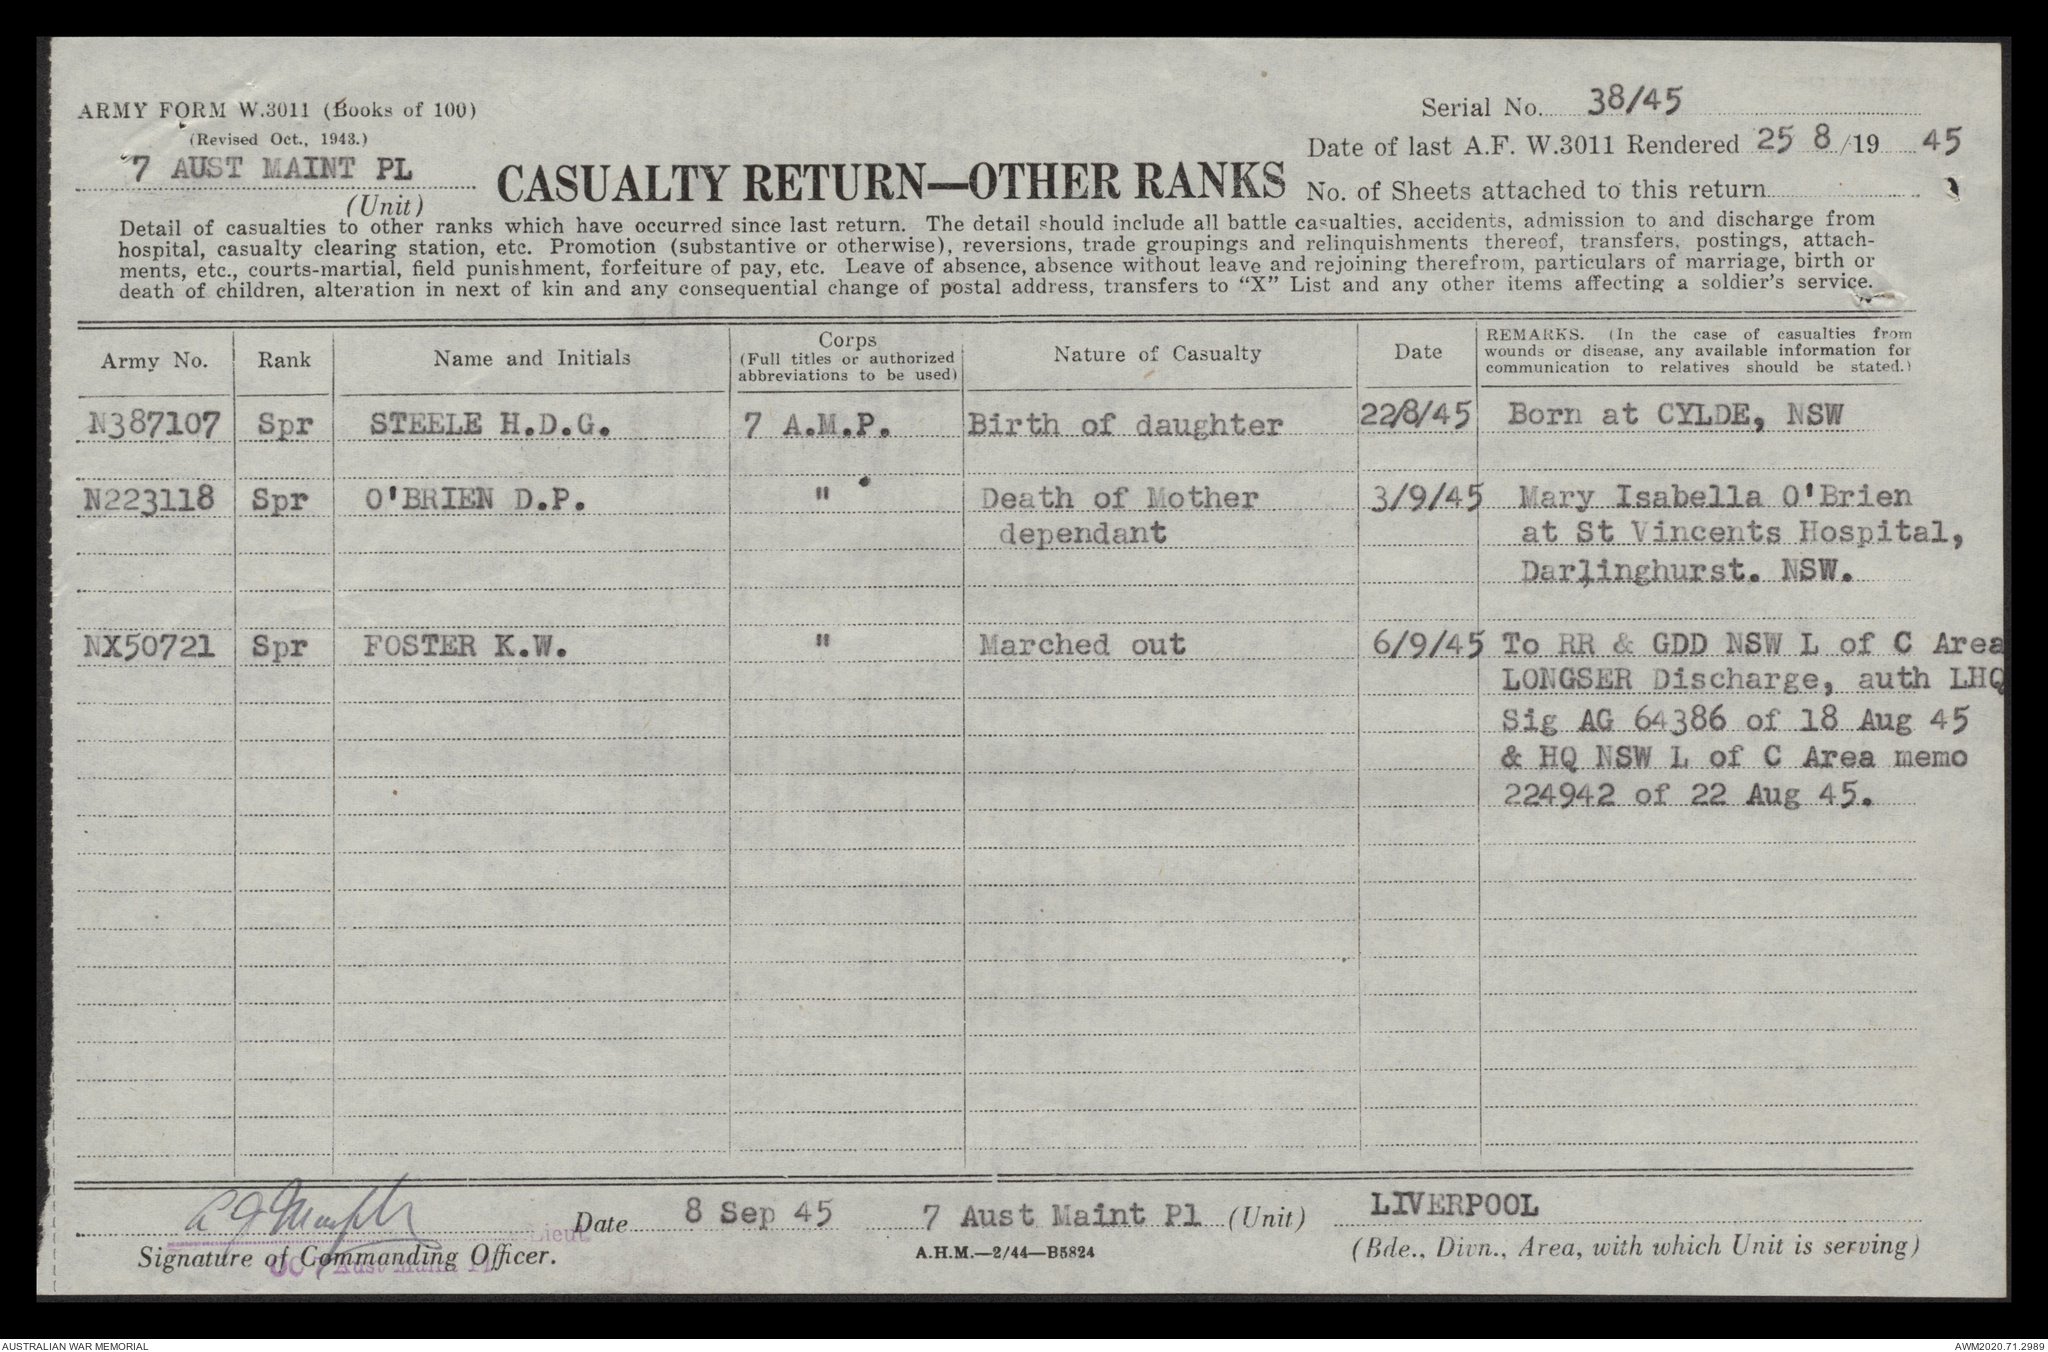 ARMY FORM W.3011 (Books of 100)
(Revised Oct., 1943.)
7 AUST MAINT PL
(Unit)
CASUALTY RETURN—OTHER RANKS
Serial No. 38/45
Date of last A.F. W.3011 Rendered 25 8/19 45
No. of Sheets attached to this return
Detail of casualties to other ranks which have occurred since last return. The detail should include all battle casualties, accidents, admission to and discharge from
hospital, casualty clearing station, etc. Promotion (substantive or otherwise), reversions, trade groupings and relinquishments thereof, transfers, postings, attach-
ments, etc., courts-martial, field punishment, forfeiture of pay, etc. Leave of absence, absence without leave and rejoining therefrom, particulars of marriage, birth or
death of children, alteration in next of kin and any consequential change of postal address, transfers to “X” List and any other items affecting a soldier’s service.
Army No. Rank Name and Initials Corps (Full titles or authorized abbreviations to be used) Nature of Casualty Date REMARKS. (In the case of casualties from wounds or disease, any available information for communication to relatives should be stated.)
N387107 Spr STEELE H.D.G. 7 A.M.P. Birth of daughter 22/8/45 Born at CYLDE, NSW
N223118 Spr O'BRIEN D.P. " Death of Mother 3/9/45 Mary Isabella O'Brien
dependant at St Vincents Hospital,
Darlinghurst. NSW.
NX50721 Spr FOSTER K.W. " Marched out 6/9/45 To RR & GDD NSW L of C Area
LONGSER Discharge, auth LHQ
Sig AG 64386 of 18 Aug 45
& HQ NSW L of C Area memo
224942 of 22 Aug 45.
Lieut
OC 7 Aust Maint Pl
Signature of Commanding Officer.
Date 8 Sep 45 7 Aust Maint Pl (Unit) LIVERPOOL
A.H.M.—2/44—B5824
(Bde., Divn., Area, with which Unit is serving)
AUSTRALIAN WAR MEMORIAL
AWM2020.71.2989